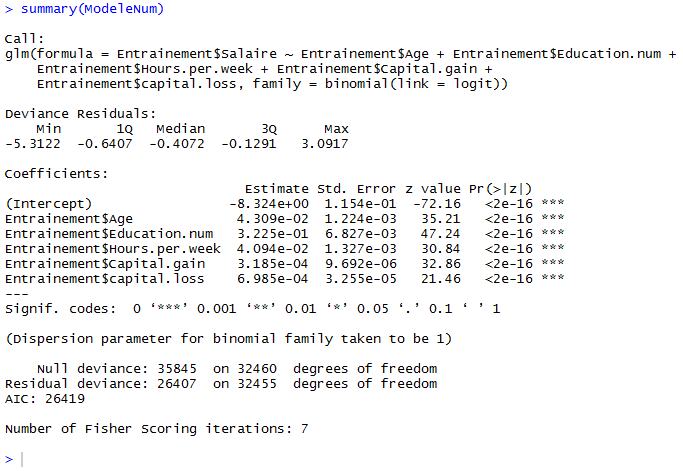 > summary(ModeleNum)
Call:
glm(formula = Entrainement$Salaire ~ Entrainement$Age + Entrainement$Education.num +
    Entrainement$Hours.per.week + Entrainement$Capital.gain +
    Entrainement$capital.loss, family = binomial(link = logit))
Deviance Residuals:
    Min       1Q   Median       3Q      Max
-5.3122  -0.6407  -0.4072  -0.1291   3.0917
Coefficients:
                              Estimate Std. Error z value Pr(>|z|)
(Intercept)                 -8.324e+00  1.154e-01  -72.16   <2e-16 ***
Entrainement$Age             4.309e-02  1.224e-03   35.21   <2e-16 ***
Entrainement$Education.num   3.225e-01  6.827e-03   47.24   <2e-16 ***
Entrainement$Hours.per.week  4.094e-02  1.327e-03   30.84   <2e-16 ***
Entrainement$Capital.gain    3.185e-04  9.692e-06   32.86   <2e-16 ***
Entrainement$capital.loss    6.985e-04  3.255e-05   21.46   <2e-16 ***
---
Signif. codes:  0 ‘***’ 0.001 ‘**’ 0.01 ‘*’ 0.05 ‘.’ 0.1 ‘ ’ 1
(Dispersion parameter for binomial family taken to be 1)
    Null deviance: 35845  on 32460  degrees of freedom
Residual deviance: 26407  on 32455  degrees of freedom
AIC: 26419
Number of Fisher Scoring iterations: 7
>